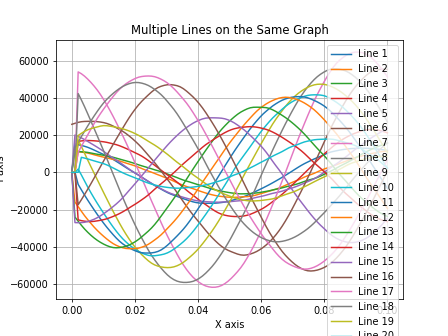 Multiple Lines on the Same Graph
60000
40000
20000
0
−20000
−40000
−60000
0.00
0.02
0.04
0.06
X axis
Line 1
Line 2
Line 3
Line 4
Line 5
Line 6
Line 7
Line 8
Line 9
Line 10
Line 11
Line 12
Line 13
Line 14
Line 15
Line 16
Line 17
Line 18
Line 19